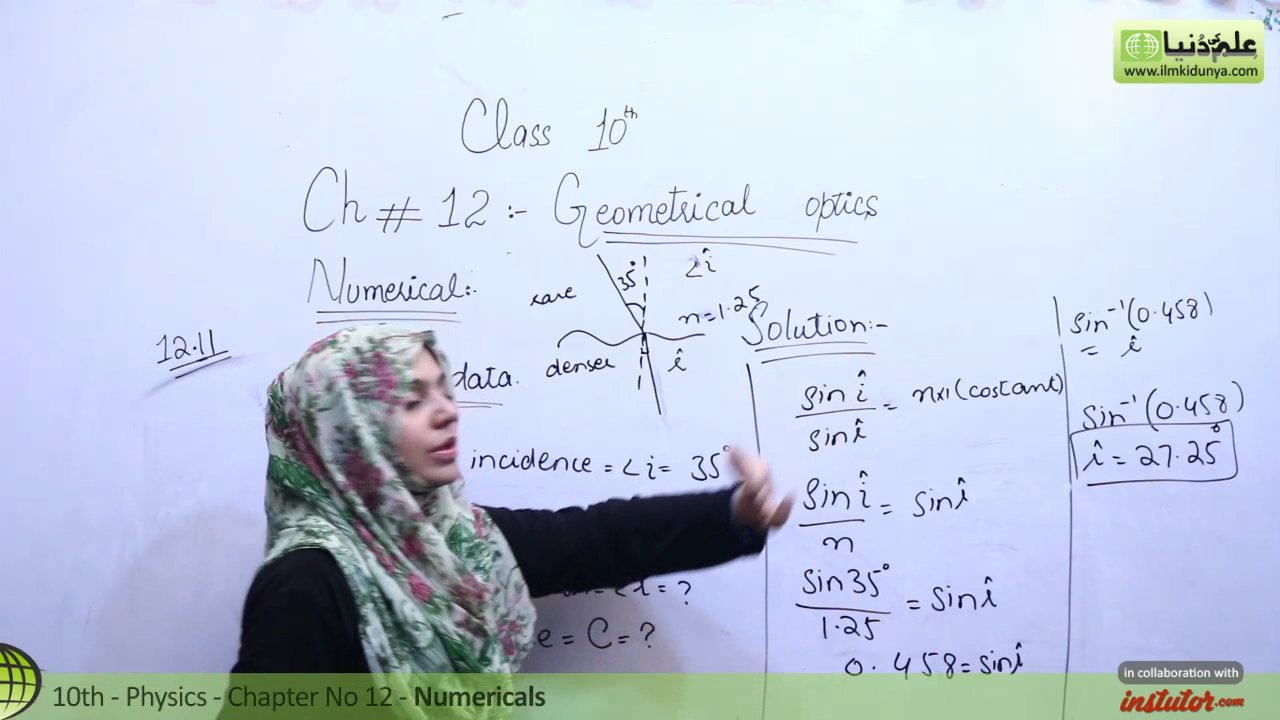 علم کی دُنیا
www.ilmkidunya.com
Class 10th
Ch # 12 :- Geometrical optics
Numerical:-
12.11
data.
rare
35°
<i
n=1.25
denser
r̂
incidence = <i = 35°
= ?
e = C = ?
Solution:-
sin î / sin r̂ = n×1 (costant)
sin î / n = sin r̂
sin 35° / 1.25 = sin r̂
0.458 = sin r̂
sin⁻¹(0.458)
= r̂
sin⁻¹(0.458)
r̂ = 27.25°
10th - Physics - Chapter No 12 - Numericals
in collaboration with
instutor.com